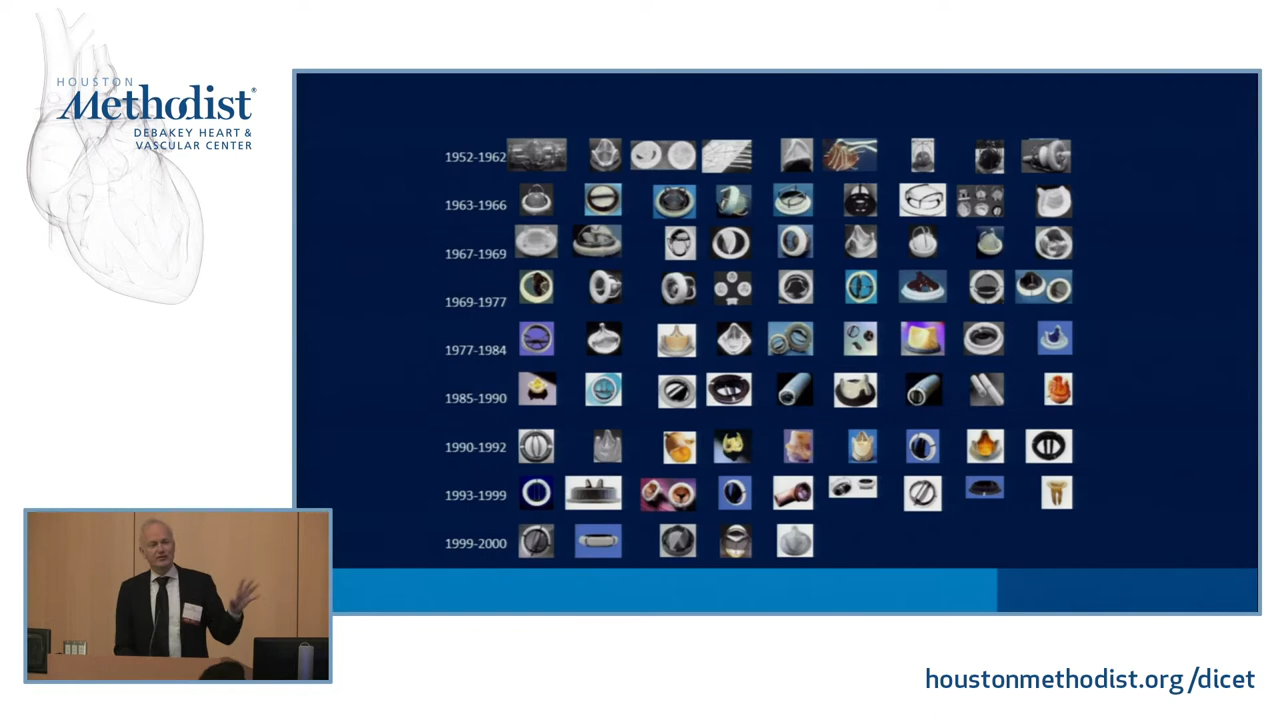 HOUSTON
Methodist®
DEBAKEY HEART &
VASCULAR CENTER
1952-1962
1963-1966
1967-1969
1969-1977
1977-1984
1985-1990
1990-1992
1993-1999
1999-2000
houstonmethodist.org/dicet